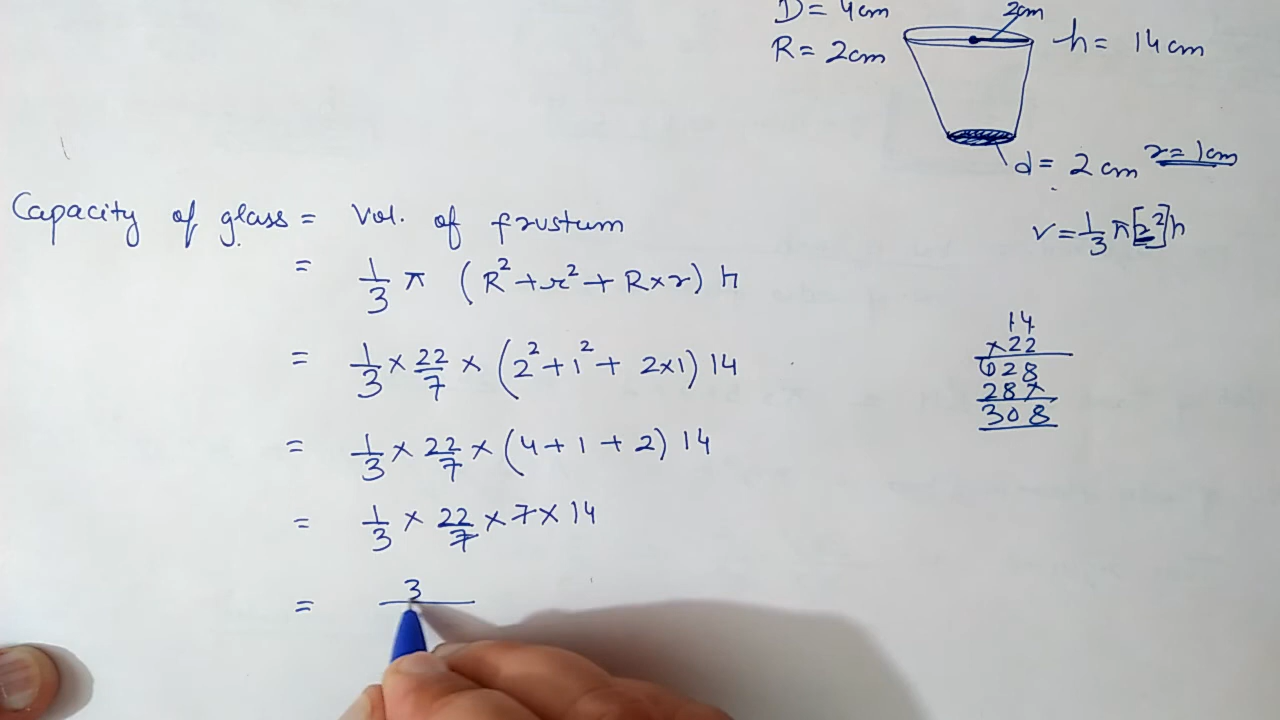 D = 4cm
R = 2cm
2cm
h = 14cm
d = 2 cm r = 1cm
Capacity of glass = Vol. of frustum
v = 1/3 π[2²]h
= 1/3 π (R² + r² + R×r) h
= 1/3 × 22/7 × (2² + 1² + 2×1) 14
= 1/3 × 22/7 × (4 + 1 + 2) 14
= 1/3 × 22/7 × 7 × 14
= 3
14
×22
028
28×
308